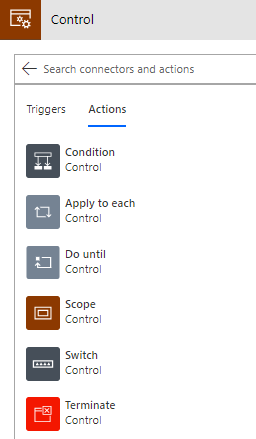 Control
Search connectors and actions
Triggers Actions
Condition
Control
Apply to each
Control
Do until
Control
Scope
Control
Switch
Control
Terminate
Control